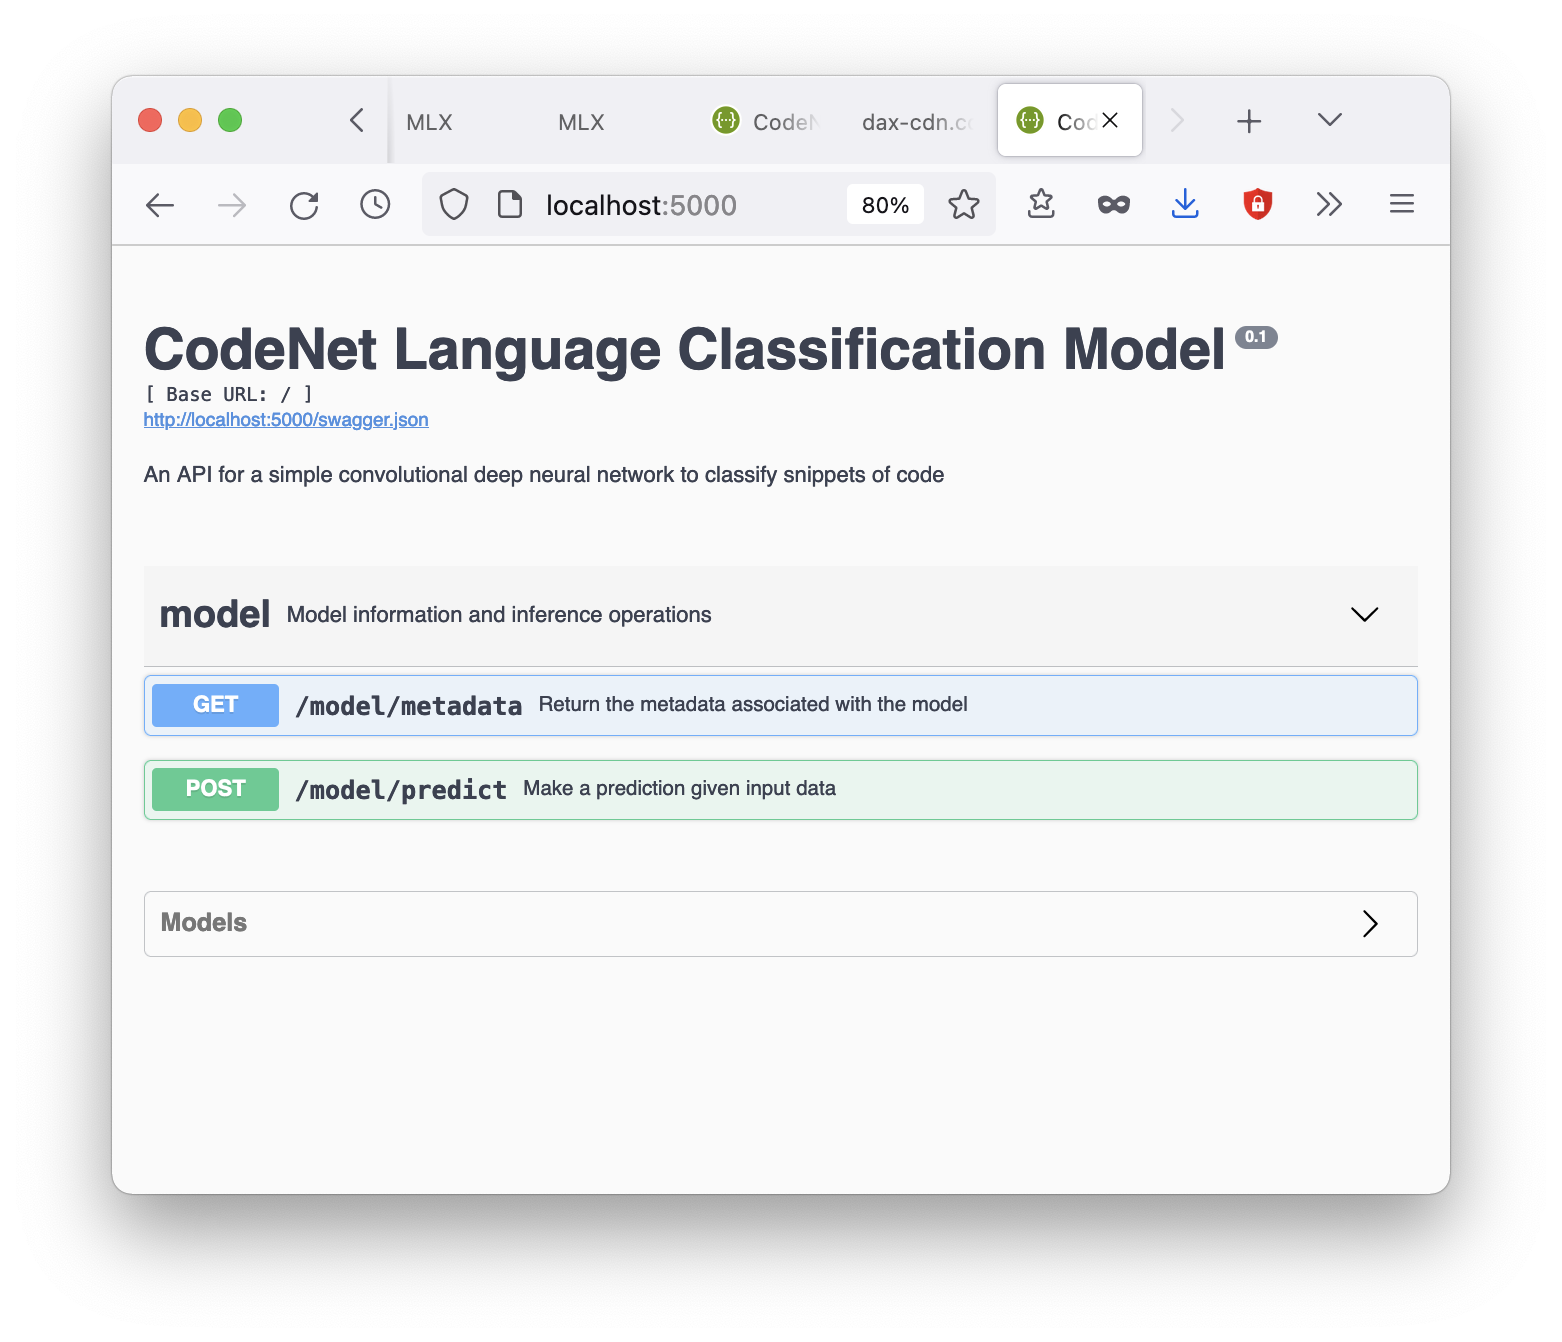 MLX
MLX
CodeN
dax-cdn.co
Cod
localhost:5000
80%
CodeNet Language Classification Model 0.1
[ Base URL: / ]
http://localhost:5000/swagger.json
An API for a simple convolutional deep neural network to classify snippets of code
model Model information and inference operations
GET /model/metadata Return the metadata associated with the model
POST /model/predict Make a prediction given input data
Models